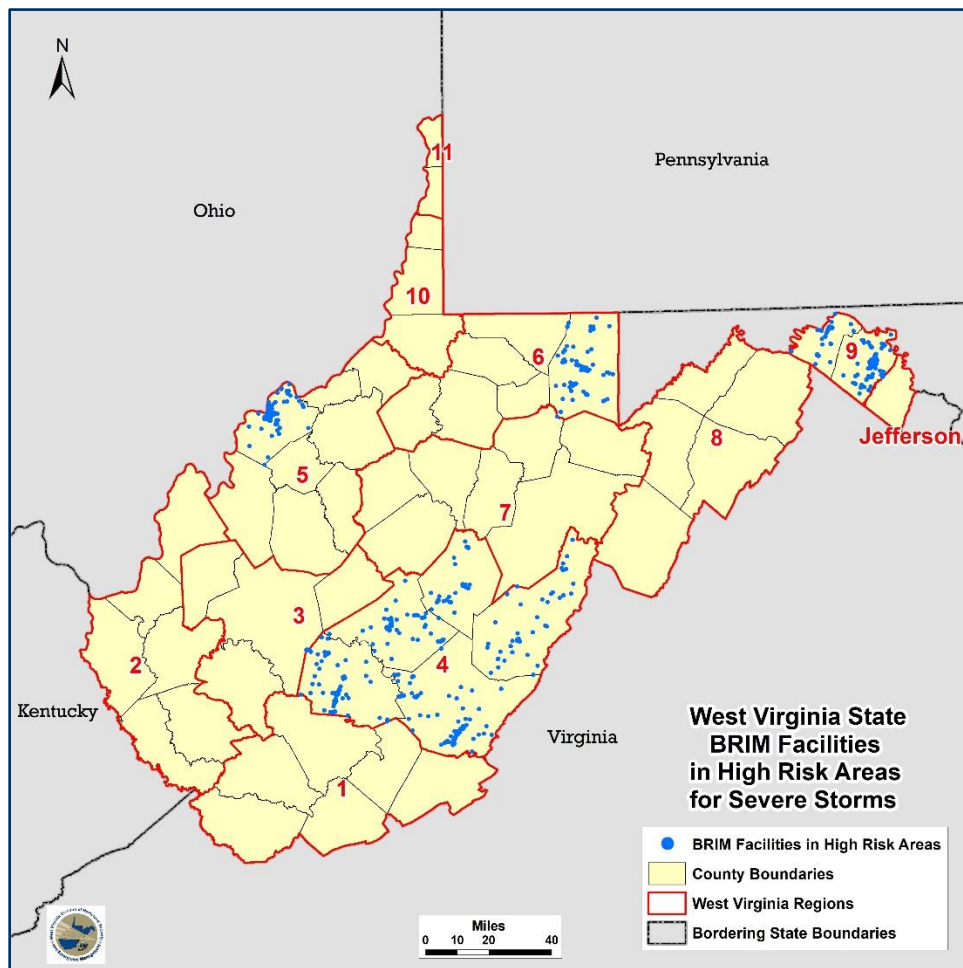 N
Pennsylvania
Ohio
11
10
6
9
8
Jefferson
5
7
3
4
2
Kentucky
Virginia
1
West Virginia State
BRIM Facilities
in High Risk Areas
for Severe Storms
BRIM Facilities in High Risk Areas
County Boundaries
West Virginia Regions
Bordering State Boundaries
Miles
0 10 20 40